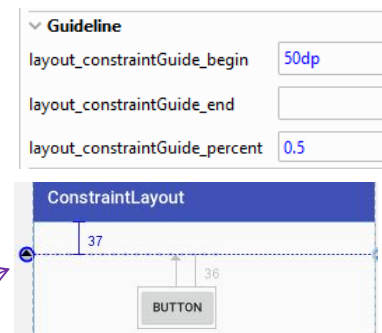 Guideline
layout_constraintGuide_begin 50dp
layout_constraintGuide_end
layout_constraintGuide_percent 0.5
ConstraintLayout
37
36
BUTTON